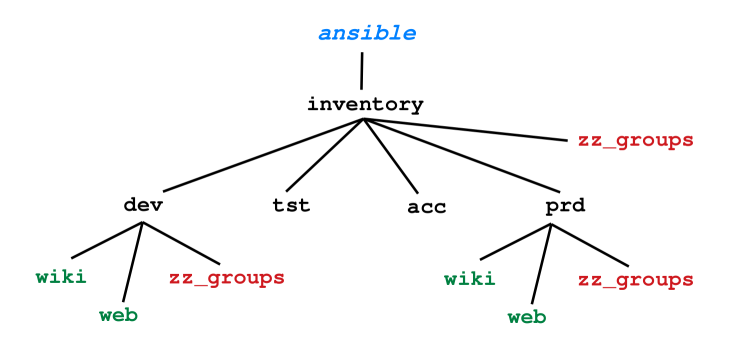 ansible
inventory
zz_groups
dev
tst
acc
prd
wiki
web
zz_groups
wiki
web
zz_groups